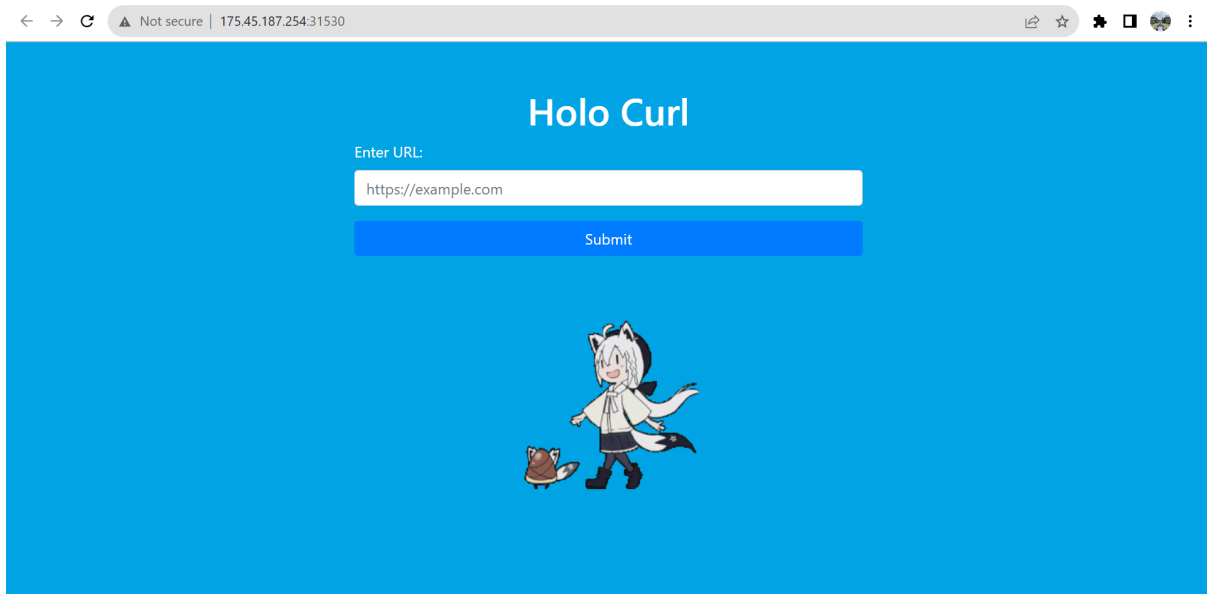 Not secure | 175.45.187.254:31530
Holo Curl
Enter URL:
https://example.com
Submit